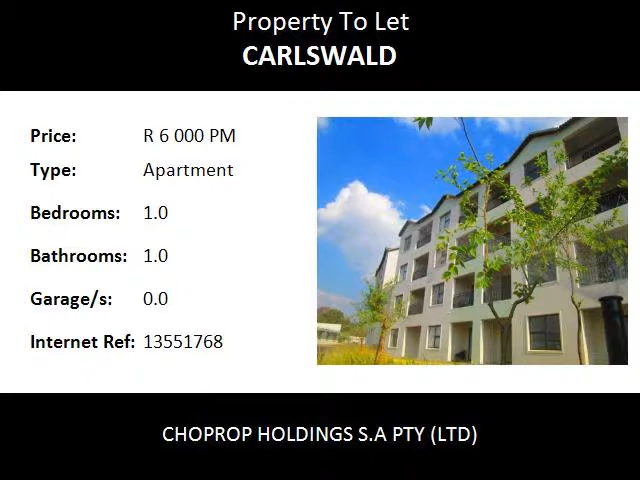 Property To Let
CARLSWALD
Price: R 6 000 PM
Type: Apartment
Bedrooms: 1.0
Bathrooms: 1.0
Garage/s: 0.0
Internet Ref: 13551768
CHOPROP HOLDINGS S.A PTY (LTD)